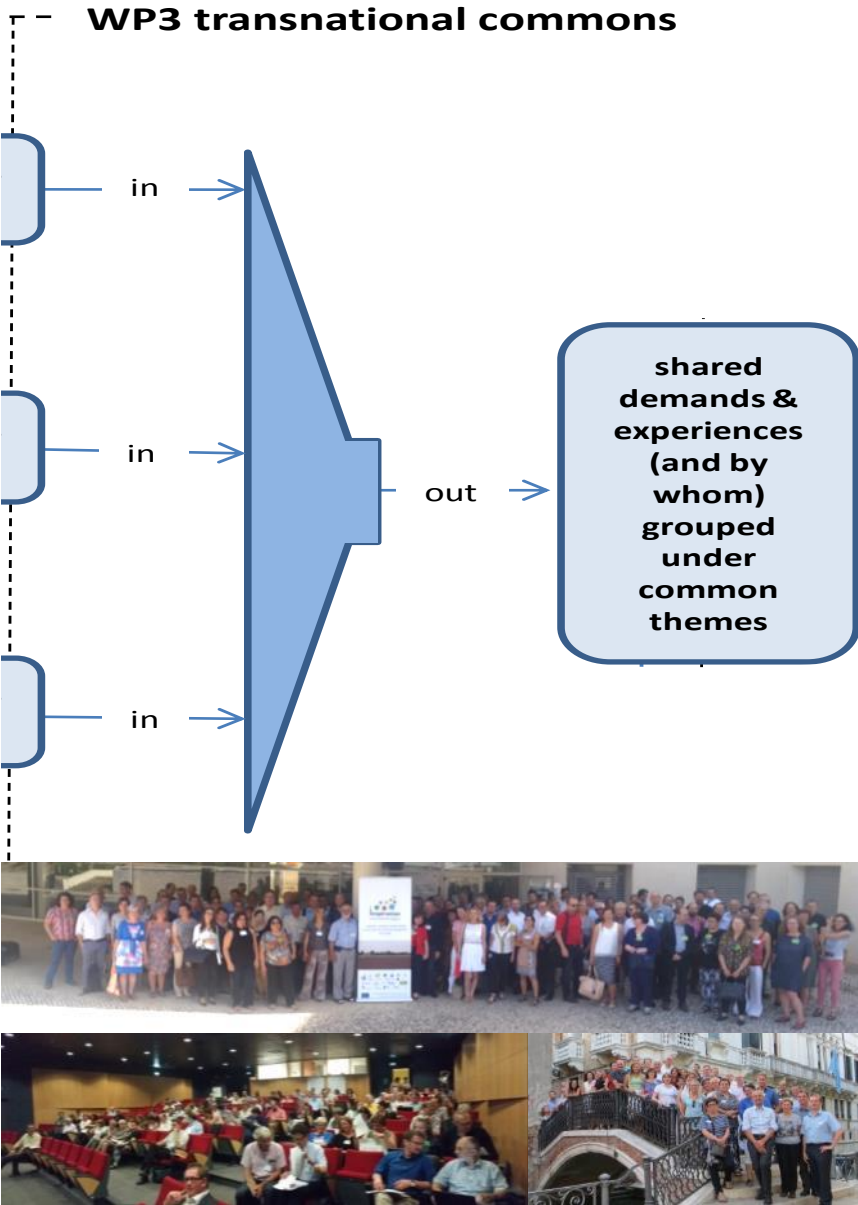 WP3 transnational commons
in
in
out
in
shared
demands &
experiences
(and by
whom)
grouped
under
common
themes